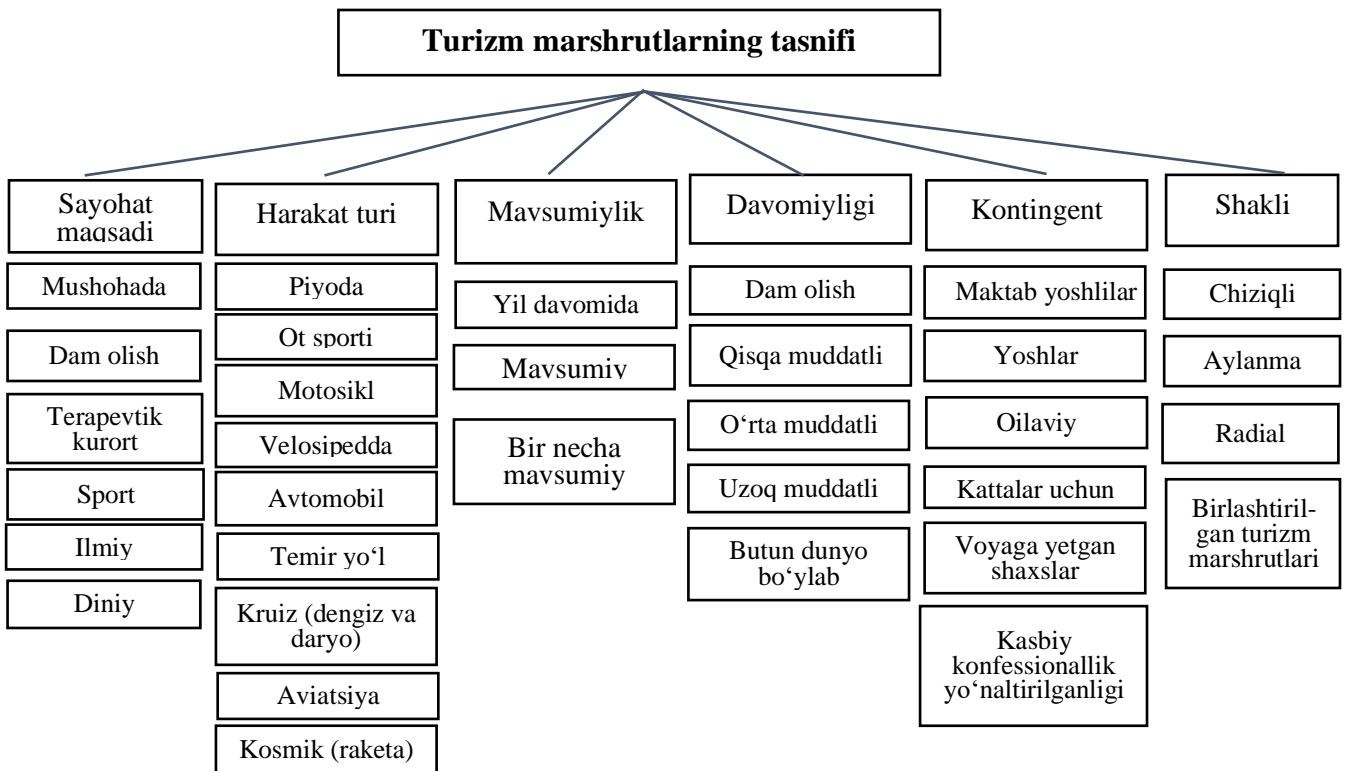 Turizm marshrutlarning tasnifi
Sayohat
maqsadi
Mushohada
Dam olish
Terapevtik
kurort
Sport
Ilmiy
Diniy
Harakat turi
Piyoda
Ot sporti
Motosikl
Velosipedda
Avtomobil
Temir yo‘l
Kruiz (dengiz va
daryo)
Aviatsiya
Kosmik (raketa)
Mavsumiylik
Yil davomida
Mavsumiy
Bir necha
mavsumiy
Davomiyligi
Dam olish
Qisqa muddatli
O‘rta muddatli
Uzoq muddatli
Butun dunyo
bo‘ylab
Kontingent
Maktab yoshlilar
Yoshlar
Oilaviy
Kattalar uchun
Voyaga yetgan
shaxslar
Kasbiy
konfessionallik
yo‘naltirilganligi
Shakli
Chiziqli
Aylanma
Radial
Birlashtiril-
gan turizm
marshrutlari